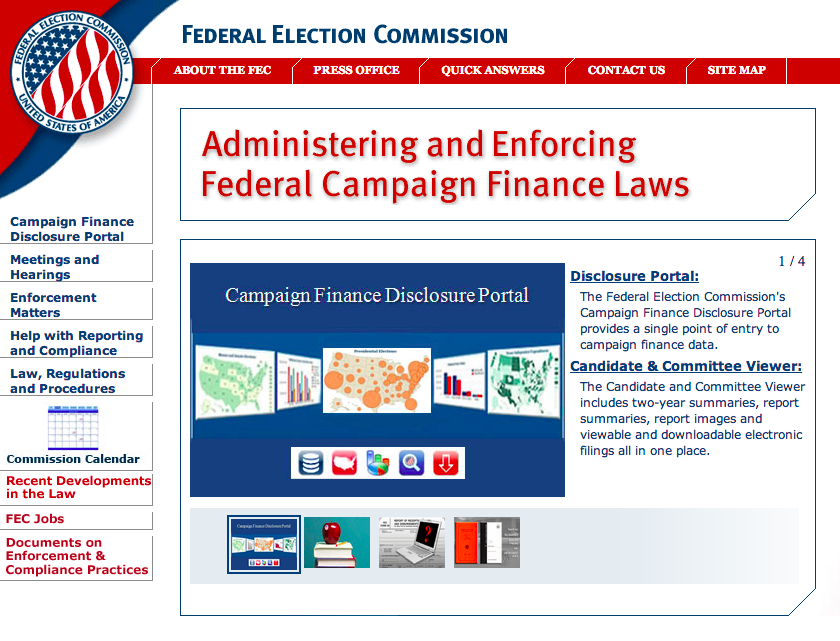 FEDERAL ELECTION COMMISSION
UNITED STATES OF AMERICA
FEDERAL ELECTION COMMISSION
ABOUT THE FEC
PRESS OFFICE
QUICK ANSWERS
CONTACT US
SITE MAP
Administering and Enforcing
Federal Campaign Finance Laws
Campaign Finance
Disclosure Portal
Meetings and
Hearings
Enforcement
Matters
Help with Reporting
and Compliance
Law, Regulations
and Procedures
Commission Calendar
Recent Developments
in the Law
FEC Jobs
Documents on
Enforcement &
Compliance Practices
1 / 4
Campaign Finance Disclosure Portal
Presidential Elections
Disclosure Portal:
The Federal Election Commission's
Campaign Finance Disclosure Portal
provides a single point of entry to
campaign finance data.
Candidate & Committee Viewer:
The Candidate and Committee Viewer
includes two-year summaries, report
summaries, report images and
viewable and downloadable electronic
filings all in one place.
Campaign Finance Disclosure Portal